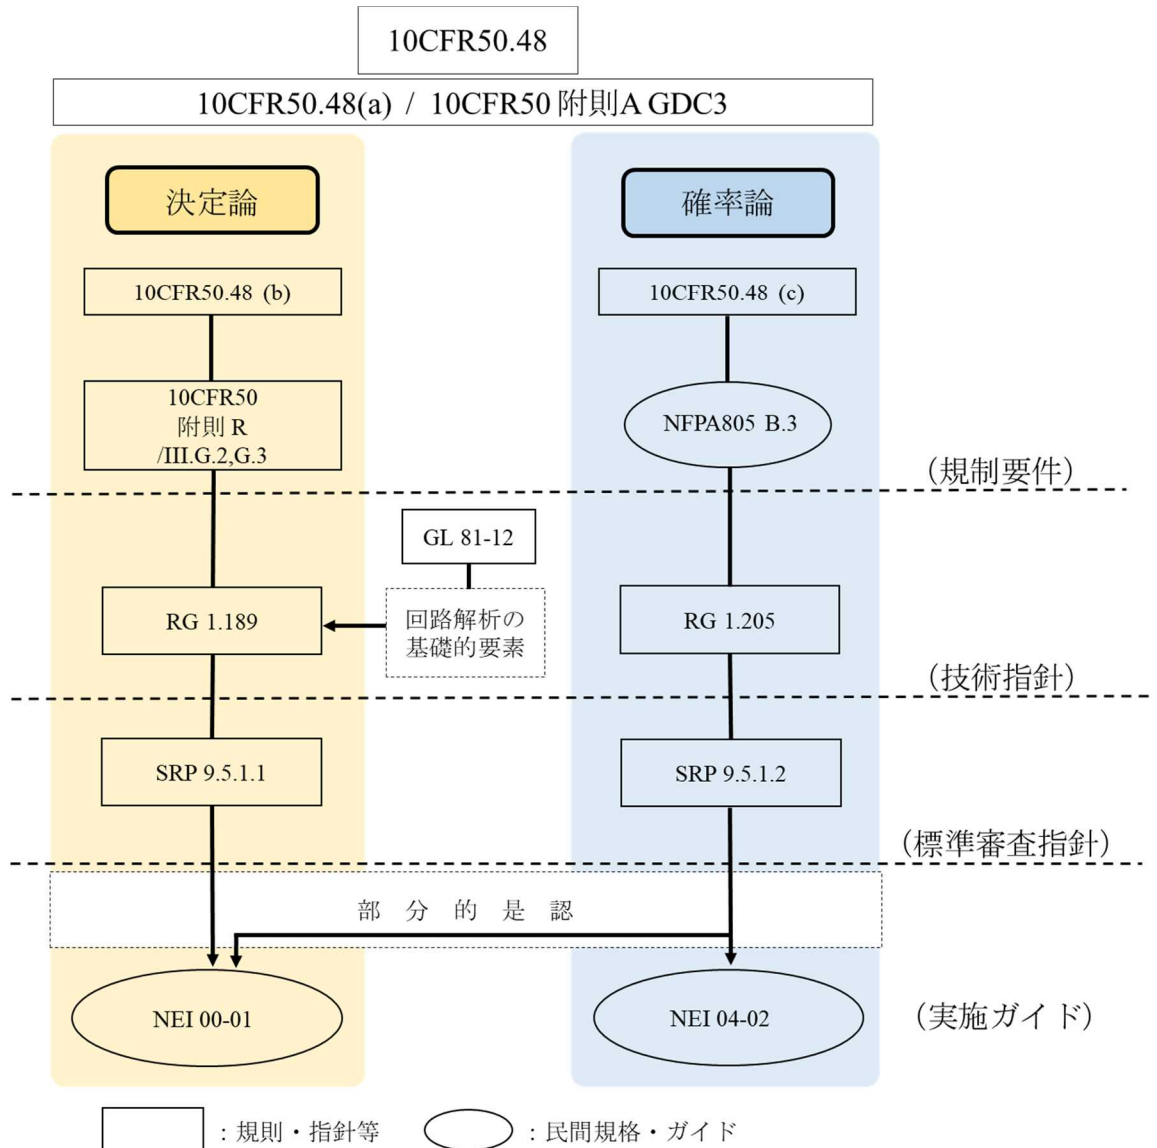 10CFR50.48
10CFR50.48(a) / 10CFR50 附則A GDC3
決定論
確率論
10CFR50.48 (b)
10CFR50.48 (c)
10CFR50
附則 R
/III.G.2,G.3
NFPA805 B.3
（規制要件）
GL 81-12
RG 1.189
回路解析の
基礎的要素
RG 1.205
（技術指針）
SRP 9.5.1.1
SRP 9.5.1.2
（標準審査指針）
部 分 的 是 認
NEI 00-01
NEI 04-02
（実施ガイド）
：規則・指針等
：民間規格・ガイド